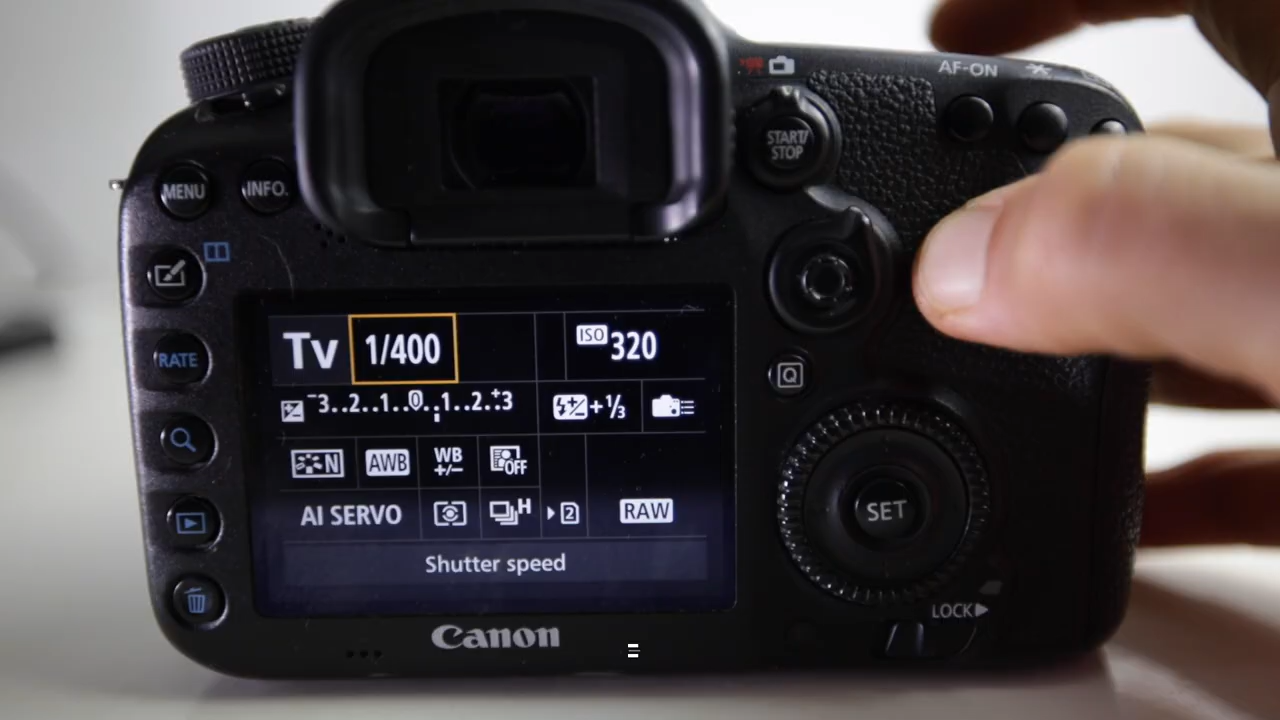 AF-ON
START/
STOP
MENU
INFO.
RATE
Q
Tv 1/400 ISO 320
-3..2..1..0..1..2..+3 +1/3
N AWB WB +/- OFF
AI SERVO H 2 RAW
Shutter speed
SET
LOCK
Canon